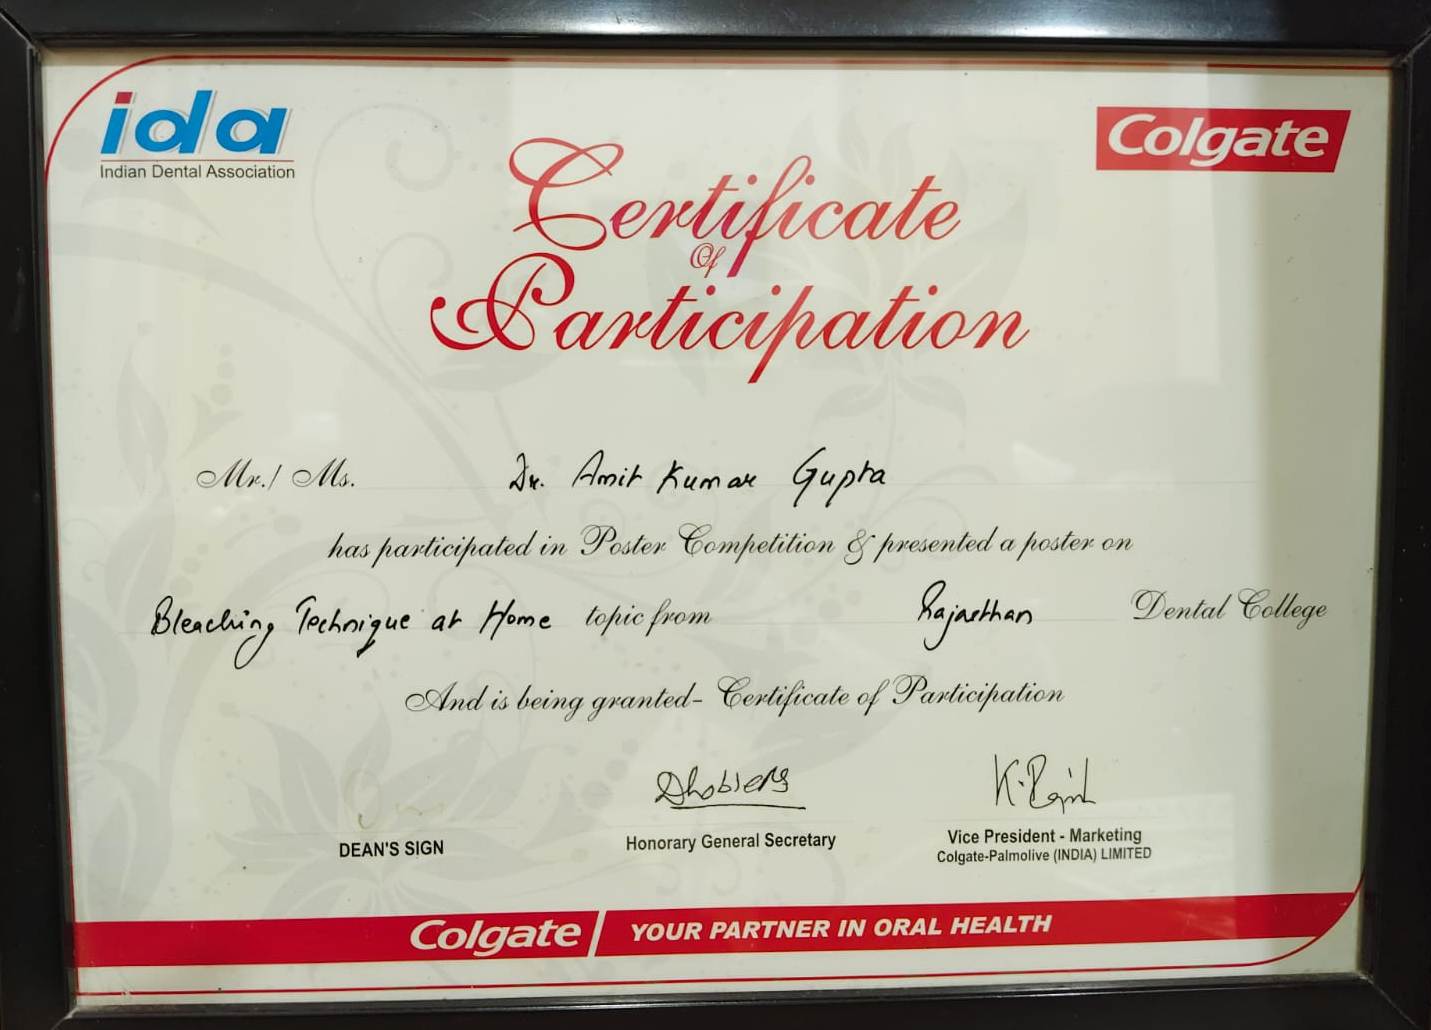 ida
Indian Dental Association
Colgate
Certificate
Of
Participation
Mr./ Ms. Dr. Amit Kumar Gupta
has participated in Poster Competition & presented a poster on
Bleaching Technique at Home topic from Rajasthan Dental College
And is being granted- Certificate of Participation
DEAN'S SIGN
Honorary General Secretary
Vice President - Marketing
Colgate-Palmolive (INDIA) LIMITED
Colgate YOUR PARTNER IN ORAL HEALTH